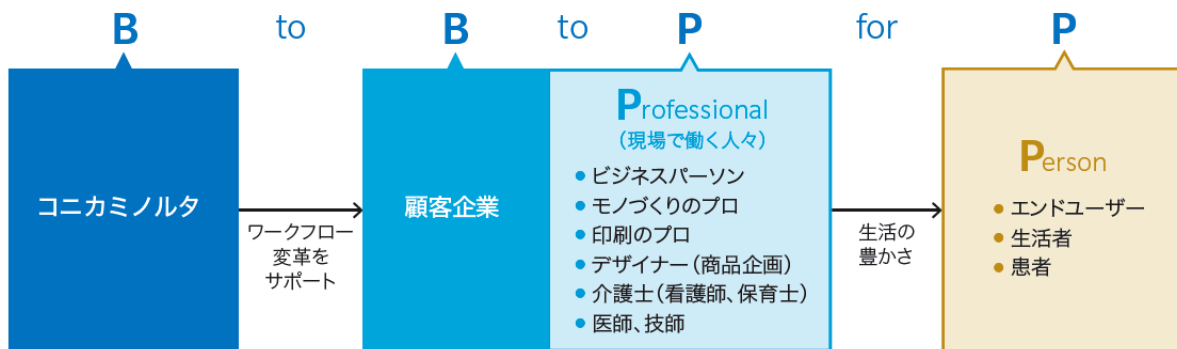 B to B to P for P
コニカミノルタ
ワークフロー
変革を
サポート
顧客企業
Professional
（現場で働く人々）
● ビジネスパーソン
● モノづくりのプロ
● 印刷のプロ
● デザイナー（商品企画）
● 介護士（看護師、保育士）
● 医師、技師
生活の
豊かさ
Person
● エンドユーザー
● 生活者
● 患者